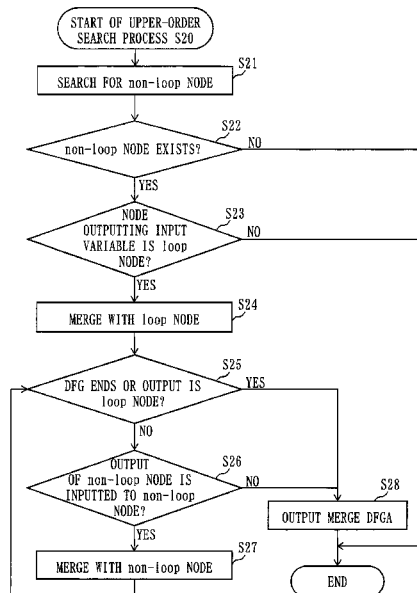 START OF UPPER-ORDER
SEARCH PROCESS S20
S21
SEARCH FOR non-loop NODE
S22
non-loop NODE EXISTS?
NO
YES
S23
NODE
OUTPUTTING INPUT
VARIABLE IS loop
NODE?
NO
YES
S24
MERGE WITH loop NODE
S25
DFG ENDS OR OUTPUT IS
loop NODE?
YES
NO
S26
OUTPUT
OF non-loop NODE IS
INPUTTED TO non-loop
NODE?
NO
S28
OUTPUT MERGE DFGA
YES
S27
MERGE WITH non-loop NODE
END